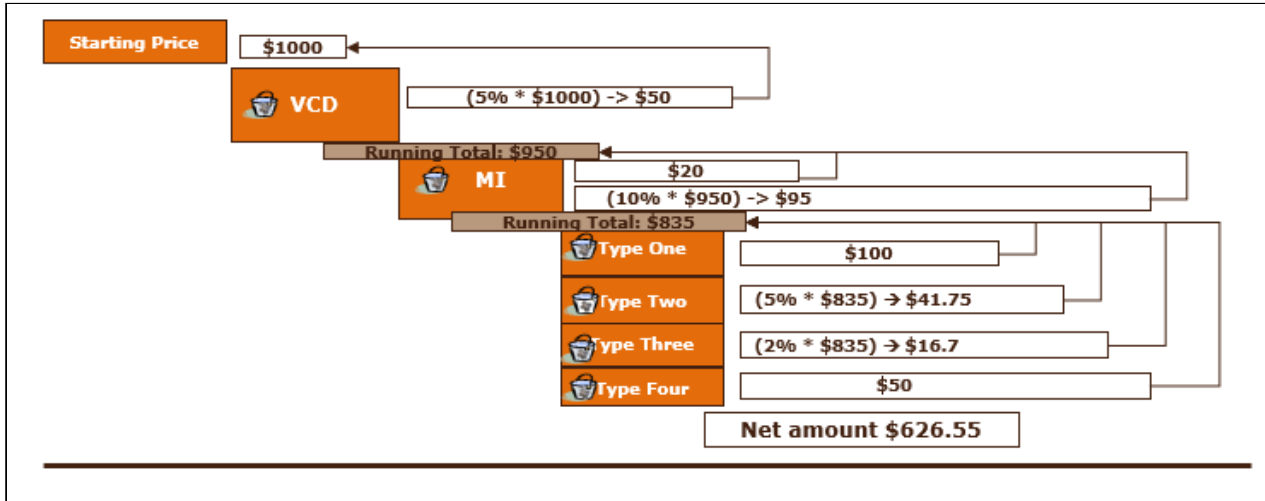 Starting Price
$1000
VCD
(5% * $1000) -> $50
Running Total: $950
MI
$20
(10% * $950) -> $95
Running Total: $835
Type One
$100
Type Two
(5% * $835) → $41.75
Type Three
(2% * $835) → $16.7
Type Four
$50
Net amount $626.55